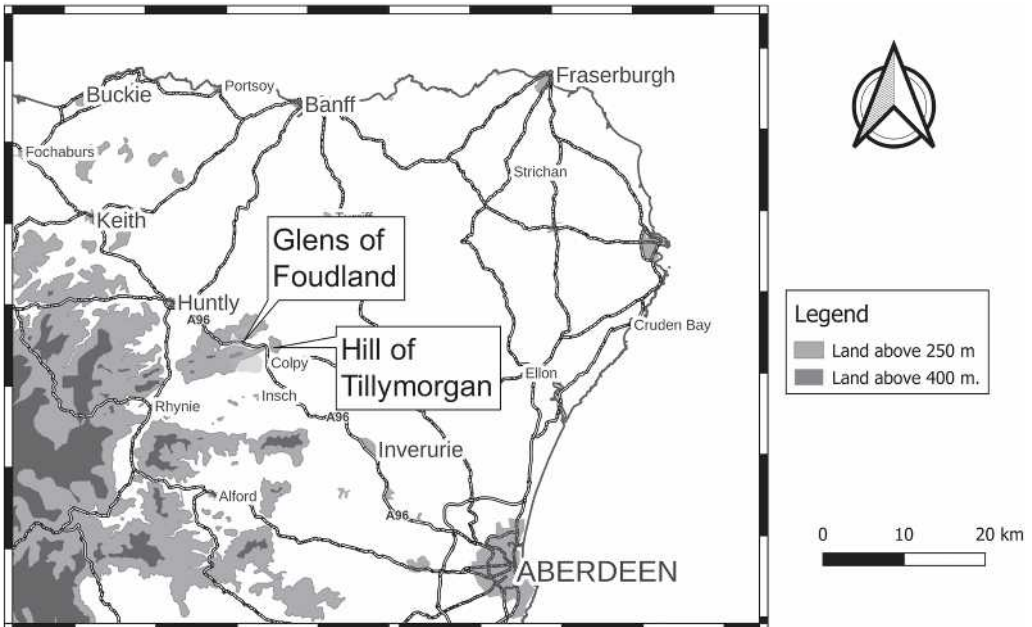 Fraserburgh
Buckie
Portsoy
Banff
Fochaburs
Strichan
Keith
Glens of
Foudland
Huntly
A96
Cruden Bay
Hill of
Tillymorgan
Colpy
Ellon
Insch
Rhynie
A96
Inverurie
Alford
A96
ABERDEEN
Legend
Land above 250 m
Land above 400 m.
0 10 20 km